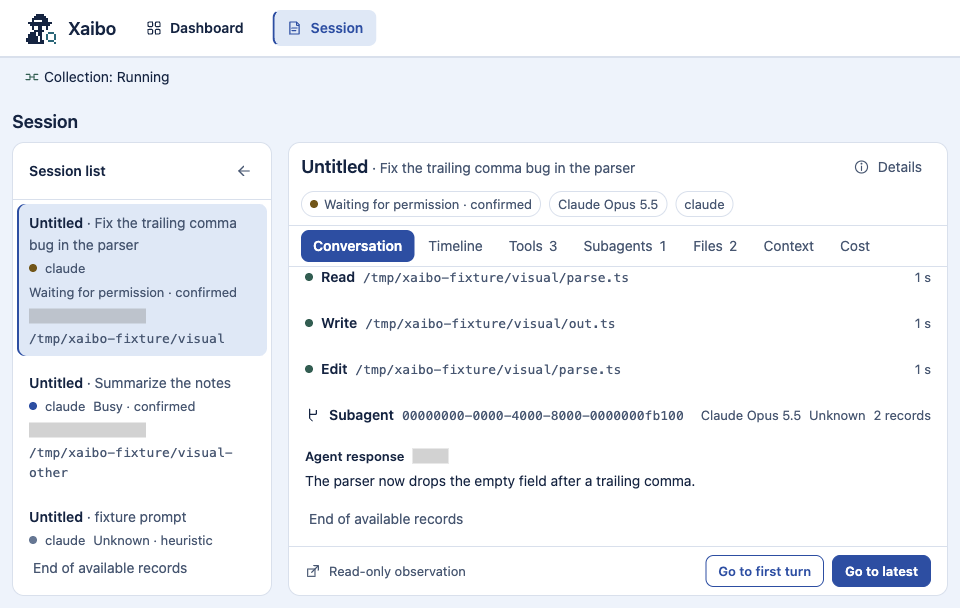 Xaibo
Dashboard
Session
Collection: Running
Session
Session list
Untitled · Fix the trailing comma
bug in the parser
claude
Waiting for permission · confirmed
/tmp/xaibo-fixture/visual
Untitled · Summarize the notes
claude Busy · confirmed
/tmp/xaibo-fixture/visual-
other
Untitled · fixture prompt
claude Unknown · heuristic
End of available records
Untitled · Fix the trailing comma bug in the parser
Details
Waiting for permission · confirmed
Claude Opus 5.5
claude
Conversation
Timeline
Tools 3
Subagents 1
Files 2
Context
Cost
Read /tmp/xaibo-fixture/visual/parse.ts 1 s
Write /tmp/xaibo-fixture/visual/out.ts 1 s
Edit /tmp/xaibo-fixture/visual/parse.ts 1 s
Subagent 00000000-0000-4000-8000-0000000fb100 Claude Opus 5.5 Unknown 2 records
Agent response
The parser now drops the empty field after a trailing comma.
End of available records
Read-only observation
Go to first turn
Go to latest